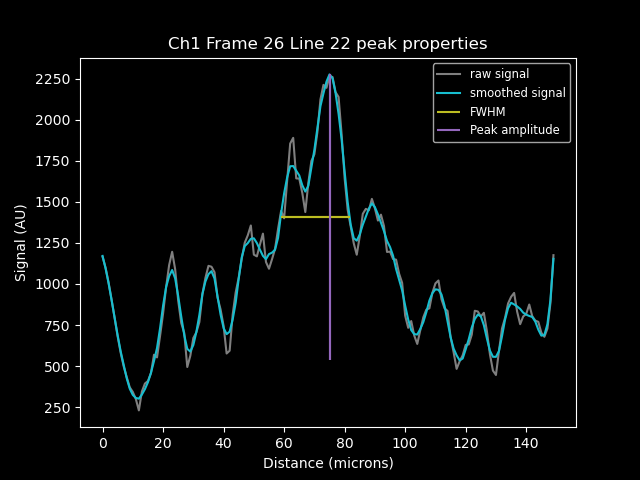 Ch1 Frame 26 Line 22 peak properties
raw signal
smoothed signal
FWHM
Peak amplitude
Signal (AU)
2250
2000
1750
1500
1250
1000
750
500
250
0 20 40 60 80 100 120 140
Distance (microns)